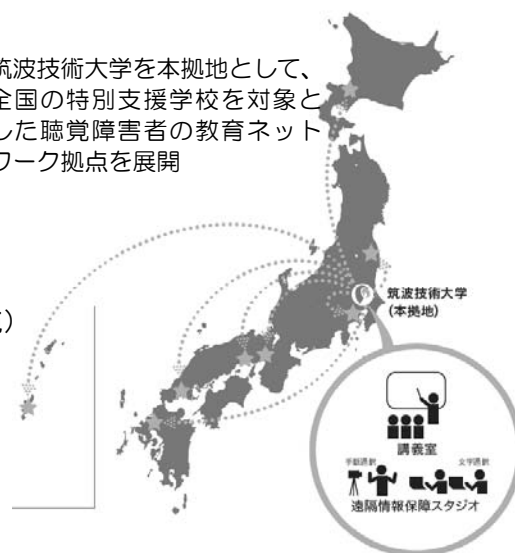 筑波技術大学を本拠地として、
全国の特別支援学校を対象と
した聴覚障害者の教育ネット
ワーク拠点を展開
)
筑波技術大学
(本拠地)
講義室
手話通訳
文字通訳
遠隔情報保障スタジオ